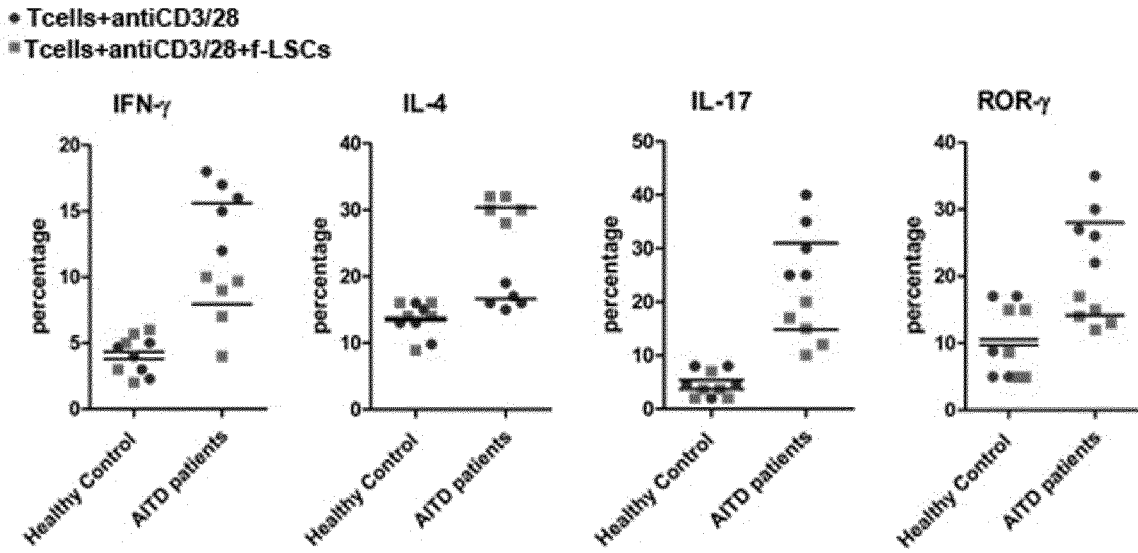 Tcells+antiCD3/28
Tcells+antiCD3/28+f-LSCs
IFN-γ
percentage
20
15
10
5
0
Healthy Control
AITD patients
IL-4
percentage
40
30
20
10
0
Healthy Control
AITD patients
IL-17
percentage
50
40
30
20
10
0
Healthy Control
AITD patients
ROR-γ
percentage
40
30
20
10
0
Healthy Control
AITD patients